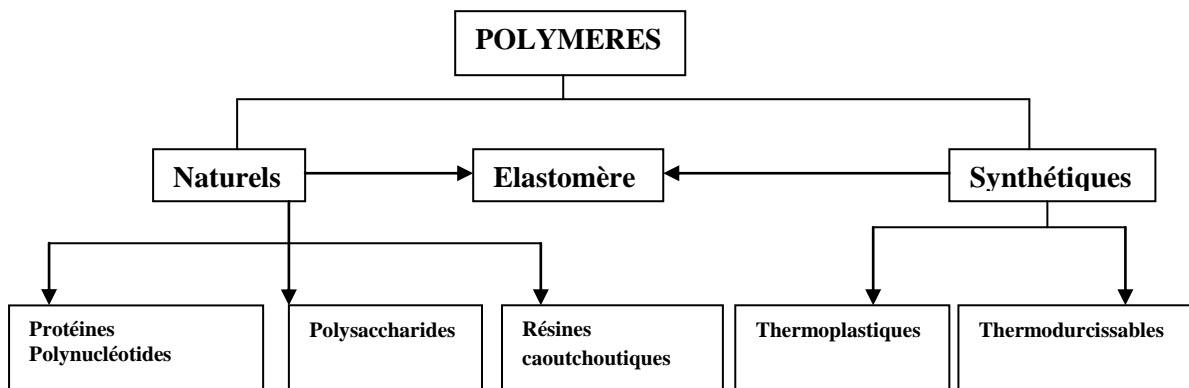 POLYMERES
Naturels
Elastomère
Synthétiques
Protéines
Polynucléotides
Polysaccharides
Résines
caoutchoutiques
Thermoplastiques
Thermodurcissables